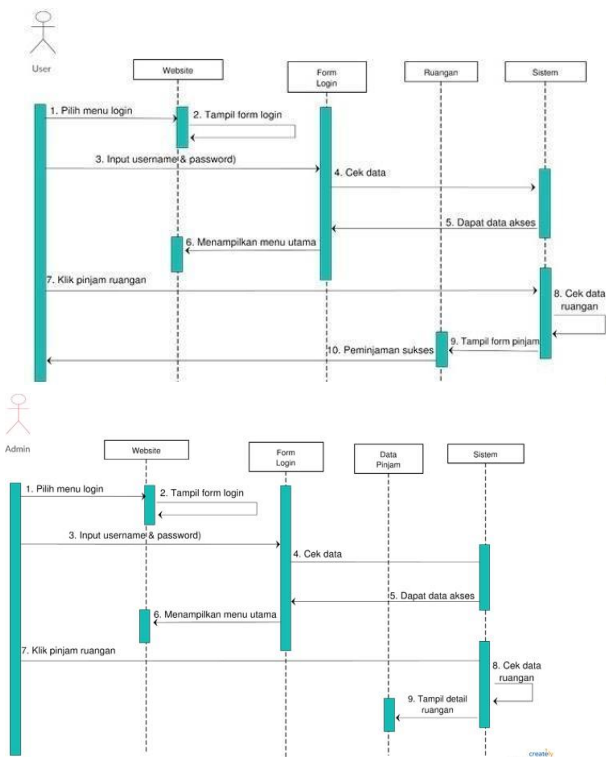 User
Website
Form
Login
Ruangan
Sistem
1. Pilih menu login
2. Tampil form login
3. Input username & password)
4. Cek data
5. Dapat data akses
6. Menampilkan menu utama
7. Klik pinjam ruangan
8. Cek data
ruangan
9. Tampil form pinjam
10. Peminjaman sukses
Admin
Website
Form
Login
Data
Pinjam
Sistem
1. Pilih menu login
2. Tampil form login
3. Input username & password)
4. Cek data
5. Dapat data akses
6. Menampilkan menu utama
7. Klik pinjam ruangan
8. Cek data
ruangan
9. Tampil detail
ruangan
creately